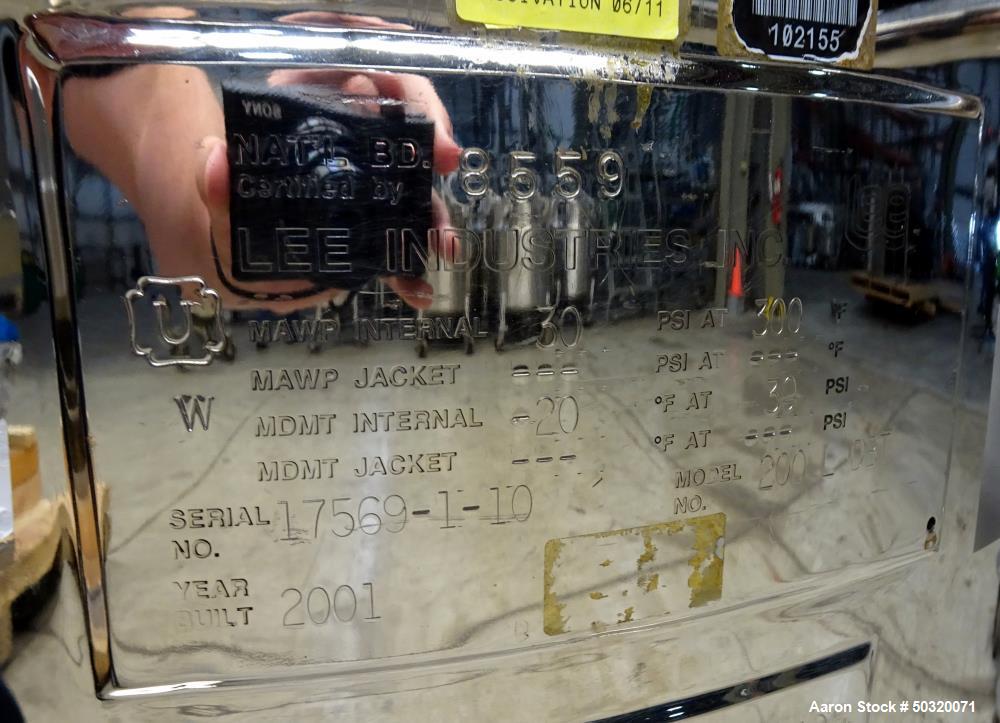 06/11
102155
SONY
NAT'L BD. 8559
Certified by
LEE INDUSTRIES INC.
U
MAWP INTERNAL 30 PSI AT 300 °F
MAWP JACKET --- PSI AT --- °F
W
MDMT INTERNAL -20 °F AT 30 PSI
MDMT JACKET --- °F AT --- PSI
SERIAL NO. 17569-1-10
MODEL NO. 200 L
YEAR BUILT 2001
Aaron Stock # 50320071